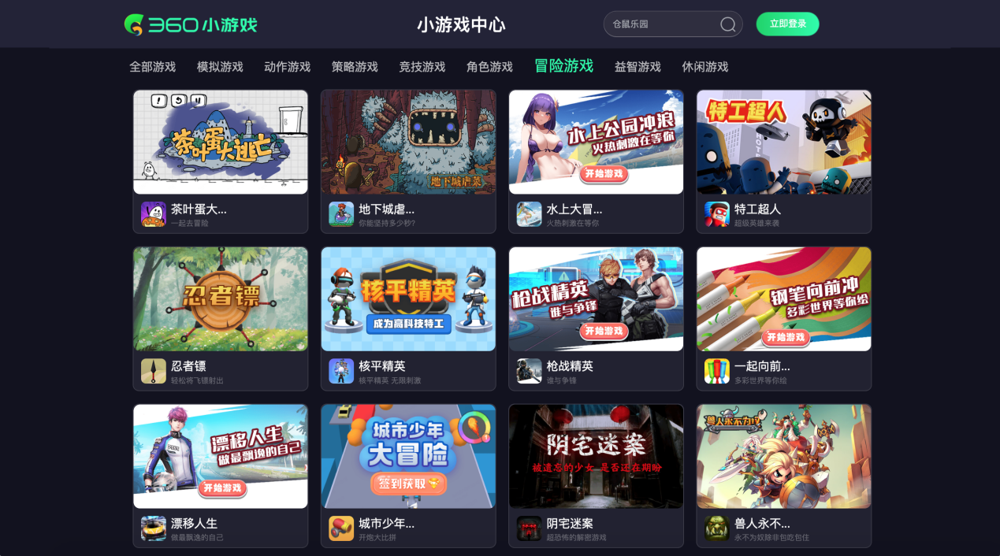 360小游戏
小游戏中心
仓鼠乐园
立即登录
全部游戏 模拟游戏 动作游戏 策略游戏 竞技游戏 角色游戏 冒险游戏 益智游戏 休闲游戏
茶叶蛋大逃亡
地下城虐菜
水上公园冲浪
火热刺激在等你
开始游戏
特工超人
HOT
茶叶蛋大...
一起去冒险
地下城虐...
你能坚持多少秒?
水上大冒...
火热刺激在等你
特工超人
超级英雄来袭
忍者镖
核平精英
成为高科技特工
枪战精英
谁与争锋
开始游戏
钢笔向前冲
多彩世界等你绘
开始游戏
忍者镖
轻松将飞镖射出
核平精英
核平精英 无限刺激
枪战精英
谁与争锋
一起向前...
多彩世界等你绘
漂移人生
做最飘逸的自己
开始游戏
城市少年
大冒险
签到获取
阴宅迷案
被遗忘的少女 是否还在期盼
兽人永不为奴
漂移人生
做最飘逸的自己
城市少年...
开炮大比拼
阴宅迷案
超恐怖的解密游戏
兽人永不...
永不为奴除非包吃包住